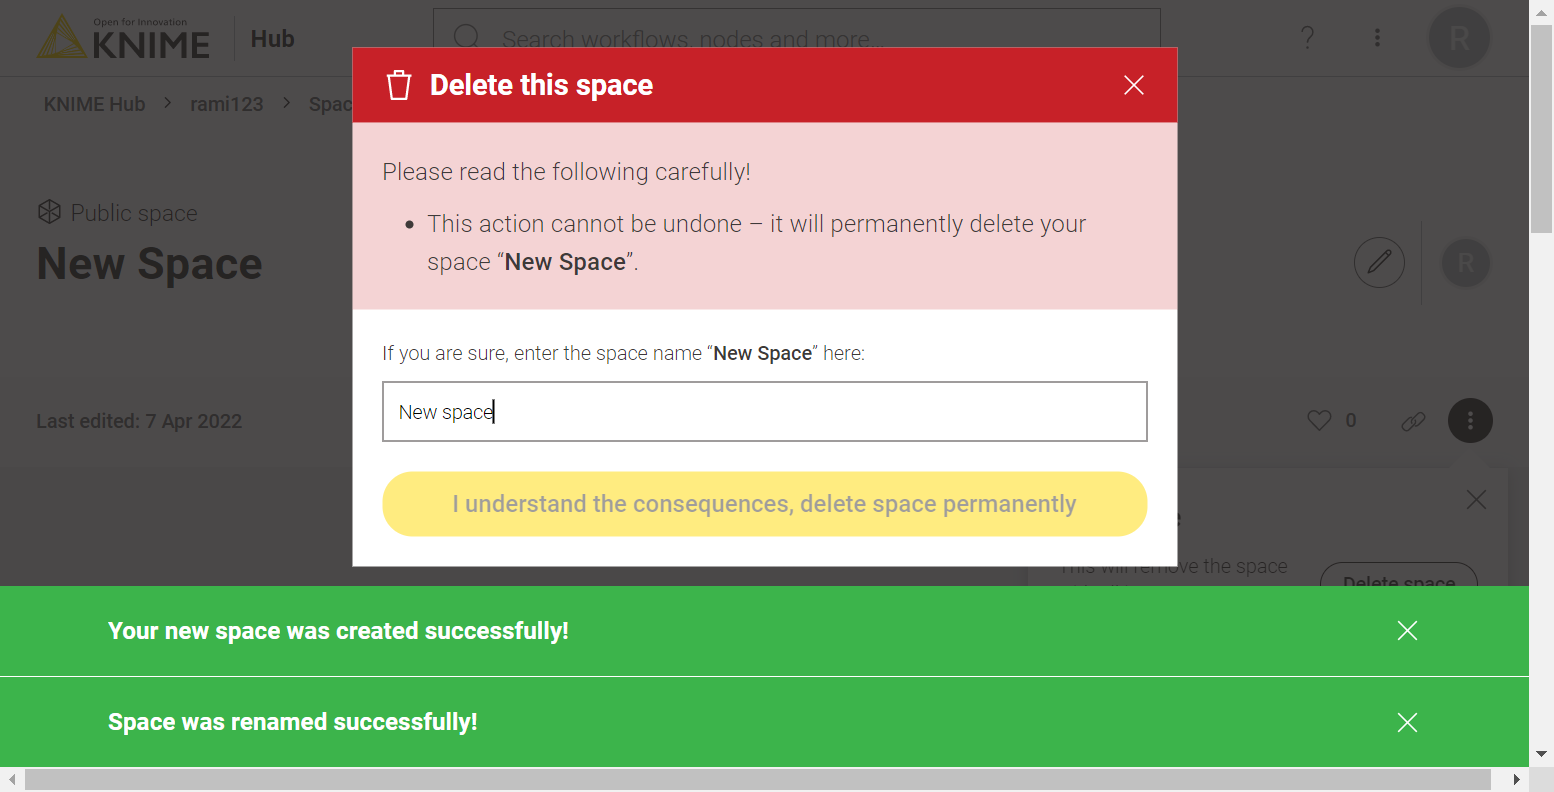 Open for Innovation
KNIME
Hub
Search workflows, nodes and more...
?
R
KNIME Hub > rami123 >
Delete this space
Please read the following carefully!
• This action cannot be undone – it will permanently delete your
space “New Space”.
Public space
New Space
R
If you are sure, enter the space name “New Space” here:
New space
Last edited: 7 Apr 2022
0
I understand the consequences, delete space permanently
This will remove the space
Delete space
Your new space was created successfully!
Space was renamed successfully!